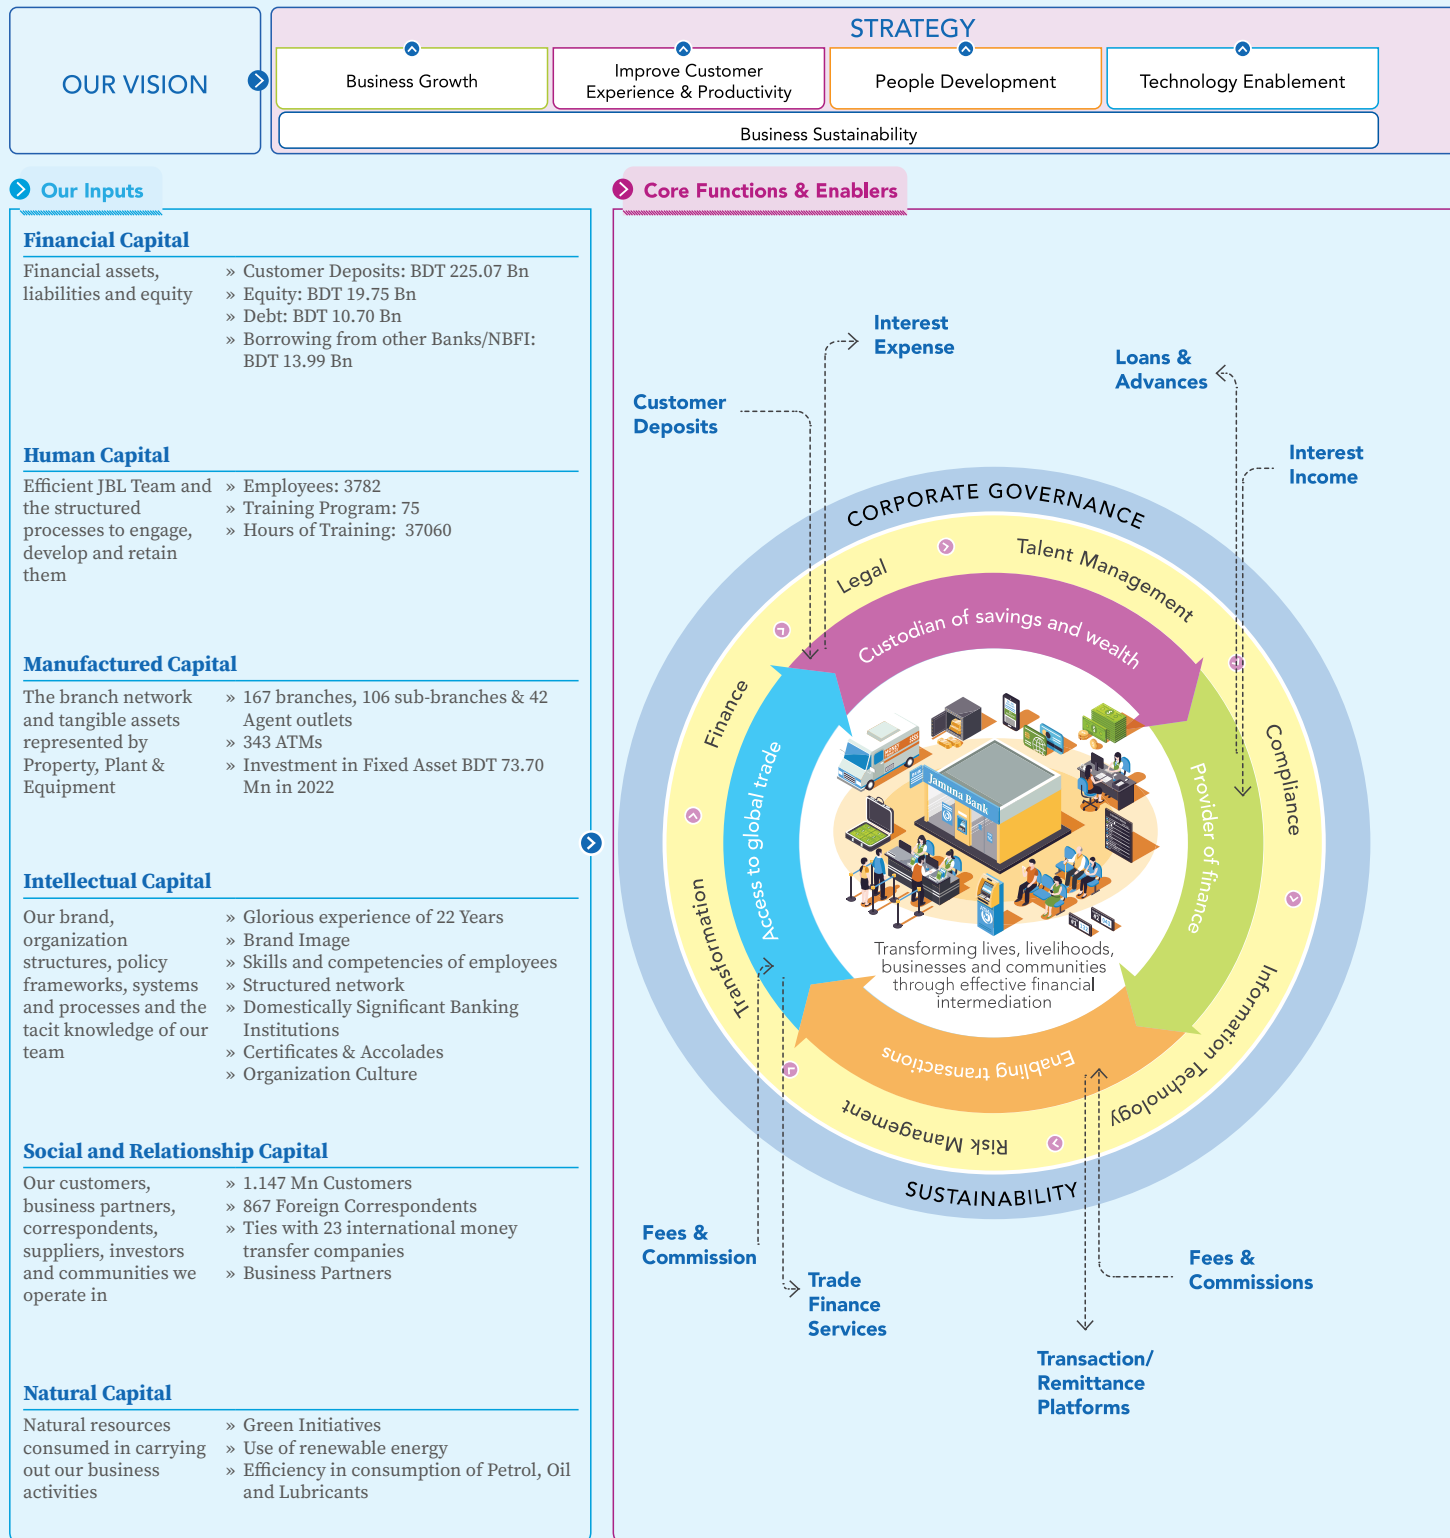 OUR VISION
STRATEGY
Business Growth
Improve Customer
Experience & Productivity
People Development
Technology Enablement
Business Sustainability
Our Inputs
Financial Capital
Financial assets,
liabilities and equity
» Customer Deposits: BDT 225.07 Bn
» Equity: BDT 19.75 Bn
» Debt: BDT 10.70 Bn
» Borrowing from other Banks/NBFI:
BDT 13.99 Bn
Human Capital
Efficient JBL Team and
the structured
processes to engage,
develop and retain
them
» Employees: 3782
» Training Program: 75
» Hours of Training: 37060
Manufactured Capital
The branch network
and tangible assets
represented by
Property, Plant &
Equipment
» 167 branches, 106 sub-branches & 42
Agent outlets
» 343 ATMs
» Investment in Fixed Asset BDT 73.70
Mn in 2022
Intellectual Capital
Our brand,
organization
structures, policy
frameworks, systems
and processes and the
tacit knowledge of our
team
» Glorious experience of 22 Years
» Brand Image
» Skills and competencies of employees
» Structured network
» Domestically Significant Banking
Institutions
» Certificates & Accolades
» Organization Culture
Social and Relationship Capital
Our customers,
business partners,
correspondents,
suppliers, investors
and communities we
operate in
» 1.147 Mn Customers
» 867 Foreign Correspondents
» Ties with 23 international money
transfer companies
» Business Partners
Natural Capital
Natural resources
consumed in carrying
out our business
activities
» Green Initiatives
» Use of renewable energy
» Efficiency in consumption of Petrol, Oil
and Lubricants
Core Functions & Enablers
Interest
Expense
Loans &
Advances
Customer
Deposits
Interest
Income
CORPORATE GOVERNANCE
Legal
Talent Management
Compliance
Information Technology
Risk Management
Transformation
Finance
Custodian of savings and wealth
Provider of finance
Enabling transactions
Access to global trade
Jamuna Bank
Transforming lives, livelihoods,
businesses and communities
through effective financial
intermediation
SUSTAINABILITY
Fees &
Commission
Trade
Finance
Services
Fees &
Commissions
Transaction/
Remittance
Platforms